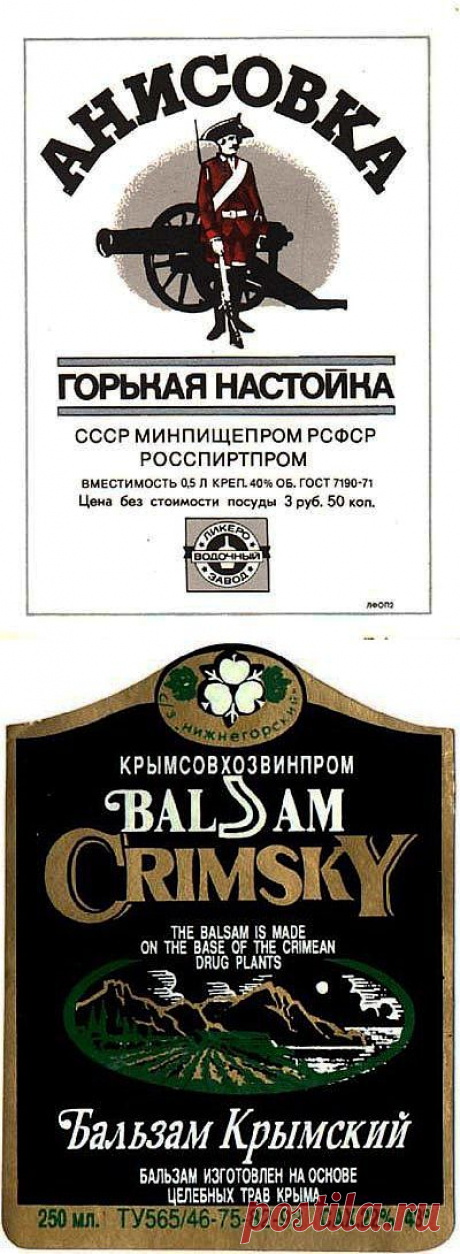 АНИСОВКА
ГОРЬКАЯ НАСТОЙКА
СССР МИНПИЩЕПРОМ РСФСР
РОССПИРТПРОМ
ВМЕСТИМОСТЬ 0,5 Л КРЕП. 40% ОБ. ГОСТ 7190-71
Цена без стоимости посуды 3 руб. 50 коп.
ЛИКЕРО
ВОДОЧНЫЙ
ЗАВОД
ЛФОП2
с/з "нижнегорский"
КРЫМСОВХОЗВИНПРОМ
BALSAM
CRIMSKY
THE BALSAM IS MADE
ON THE BASE OF THE CRIMEAN
DRUG PLANTS
Бальзам Крымский
БАЛЬЗАМ ИЗГОТОВЛЕН НА ОСНОВЕ
ЦЕЛЕБНЫХ ТРАВ КРЫМА
250 МЛ. ТУ565/46-75-
postila.ru